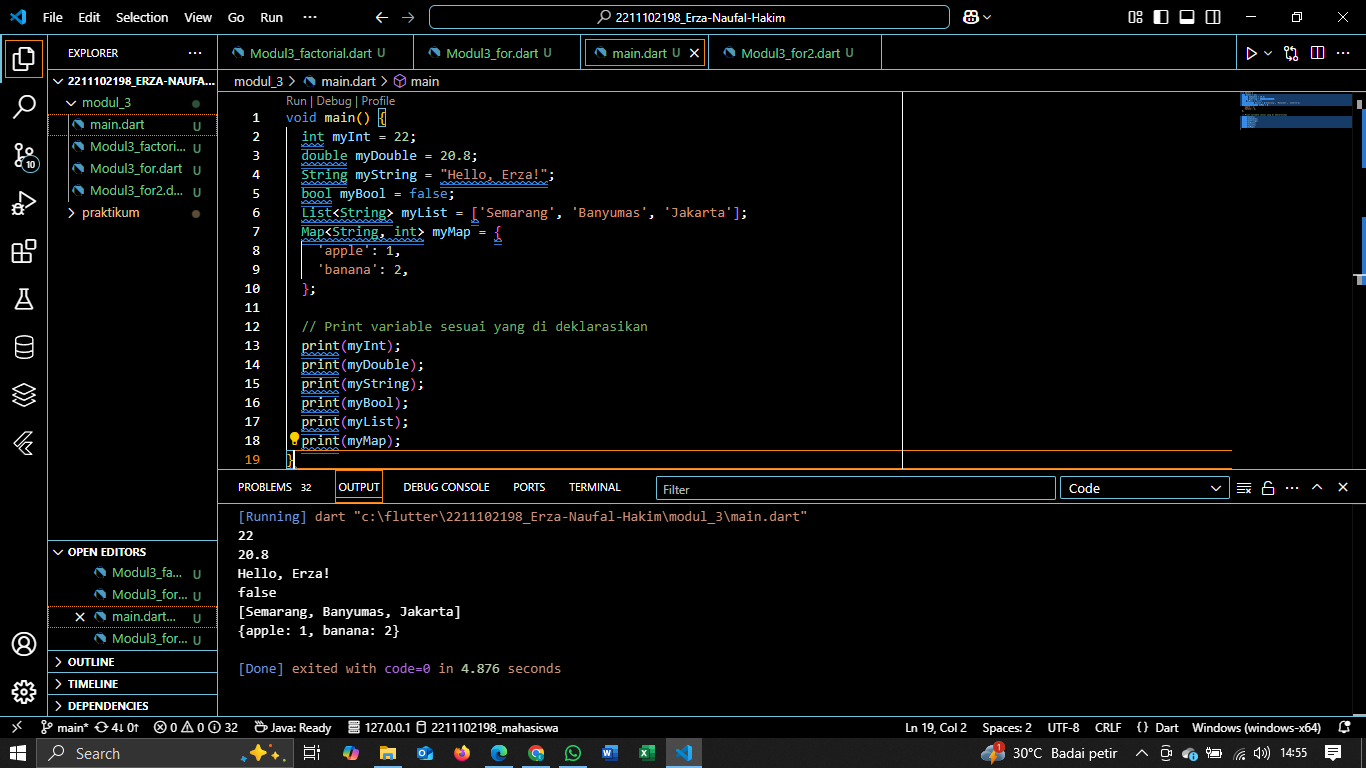 File Edit Selection View Go Run ··· 2211102198_Erza-Naufal-Hakim
EXPLORER ···
2211102198_ERZA-NAUFA...
modul_3
main.dart U
Modul3_factori... U
Modul3_for.dart U
Modul3_for2.d... U
praktikum
10
OPEN EDITORS
Modul3_fa... U
Modul3_for... U
main.dart... U
Modul3_for... U
OUTLINE
TIMELINE
DEPENDENCIES
Modul3_factorial.dart U Modul3_for.dart U main.dart U Modul3_for2.dart U
modul_3 > main.dart > main
Run | Debug | Profile
1 void main() {
2 int myInt = 22;
3 double myDouble = 20.8;
4 String myString = "Hello, Erza!";
5 bool myBool = false;
6 List<String> myList = ['Semarang', 'Banyumas', 'Jakarta'];
7 Map<String, int> myMap = {
8 'apple': 1,
9 'banana': 2,
10 };
11
12 // Print variable sesuai yang di deklarasikan
13 print(myInt);
14 print(myDouble);
15 print(myString);
16 print(myBool);
17 print(myList);
18 print(myMap);
19 }
PROBLEMS 32 OUTPUT DEBUG CONSOLE PORTS TERMINAL Filter Code ···
[Running] dart "c:\flutter\2211102198_Erza-Naufal-Hakim\modul_3\main.dart"
22
20.8
Hello, Erza!
false
[Semarang, Banyumas, Jakarta]
{apple: 1, banana: 2}
[Done] exited with code=0 in 4.876 seconds
main* 4↓ 0↑ 0 0 32 Java: Ready 127.0.0.1 2211102198_mahasiswa Ln 19, Col 2 Spaces: 2 UTF-8 CRLF {} Dart Windows (windows-x64)
Search 1 30°C Badai petir 14:55